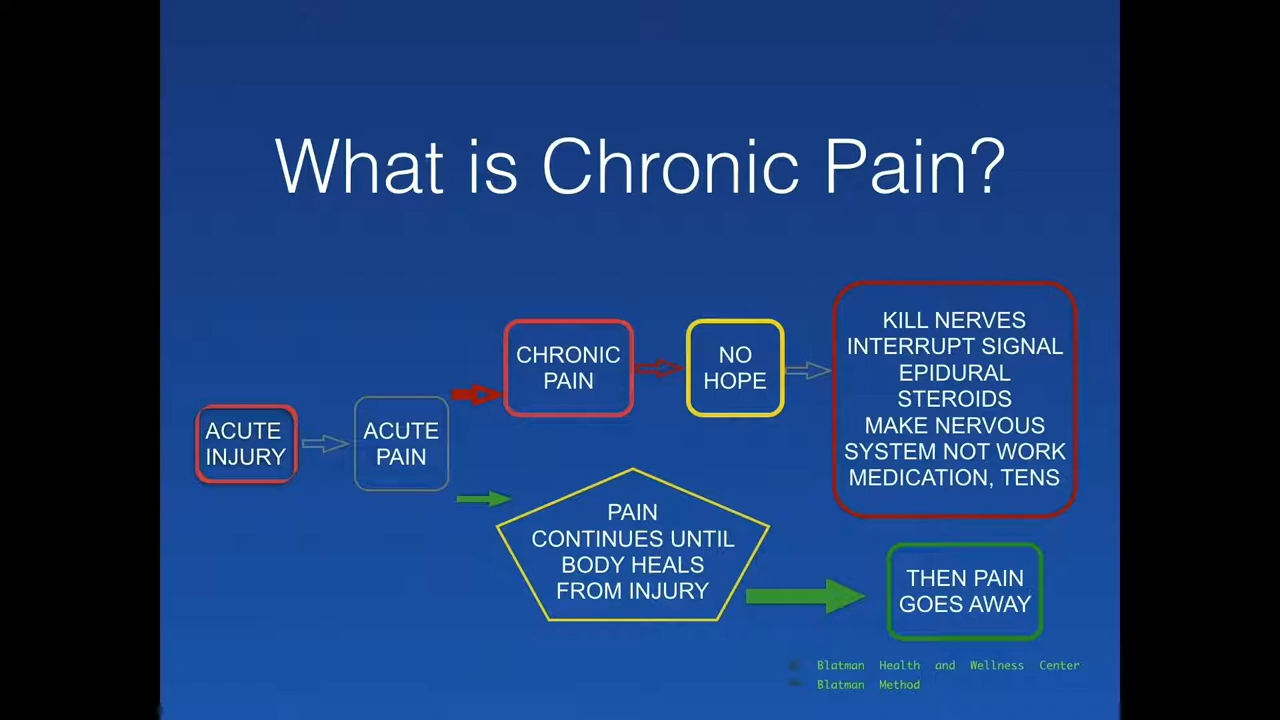 What is Chronic Pain?
ACUTE
INJURY
ACUTE
PAIN
CHRONIC
PAIN
NO
HOPE
KILL NERVES
INTERRUPT SIGNAL
EPIDURAL
STEROIDS
MAKE NERVOUS
SYSTEM NOT WORK
MEDICATION, TENS
PAIN
CONTINUES UNTIL
BODY HEALS
FROM INJURY
THEN PAIN
GOES AWAY
Blatman Health and Wellness Center
Blatman Method